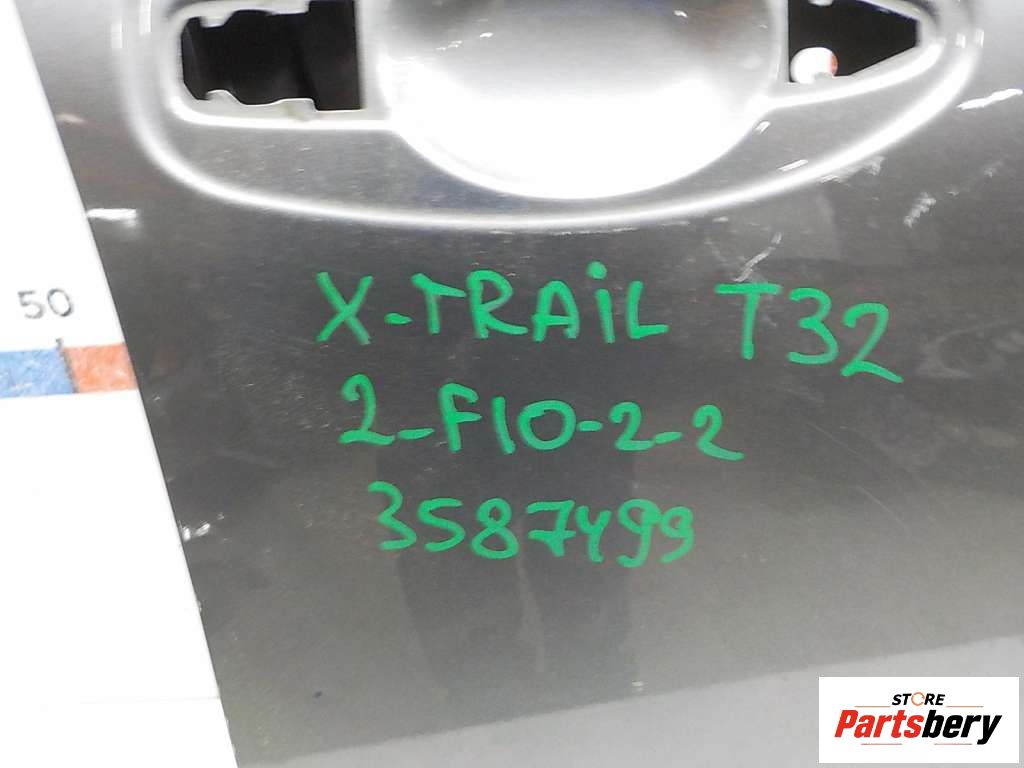 50
X-TRAiL T32
2-F10-2-2
3587499
STORE
Partsbery